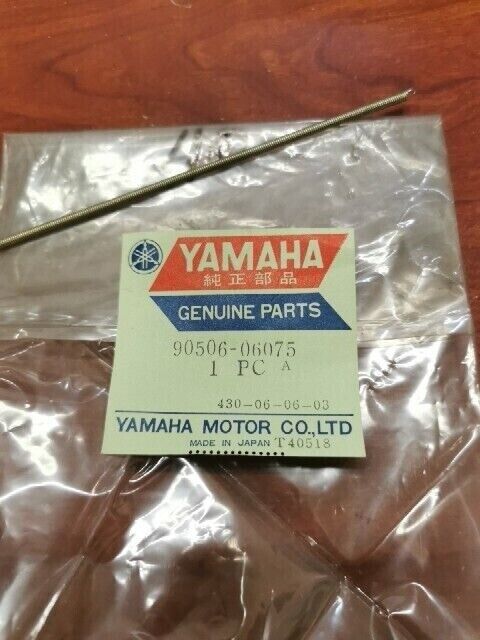 YAMAHA
純正部品
GENUINE PARTS
90506-06075
1 PC A
430-06-06-03
YAMAHA MOTOR CO.,LTD
MADE IN JAPAN T40518